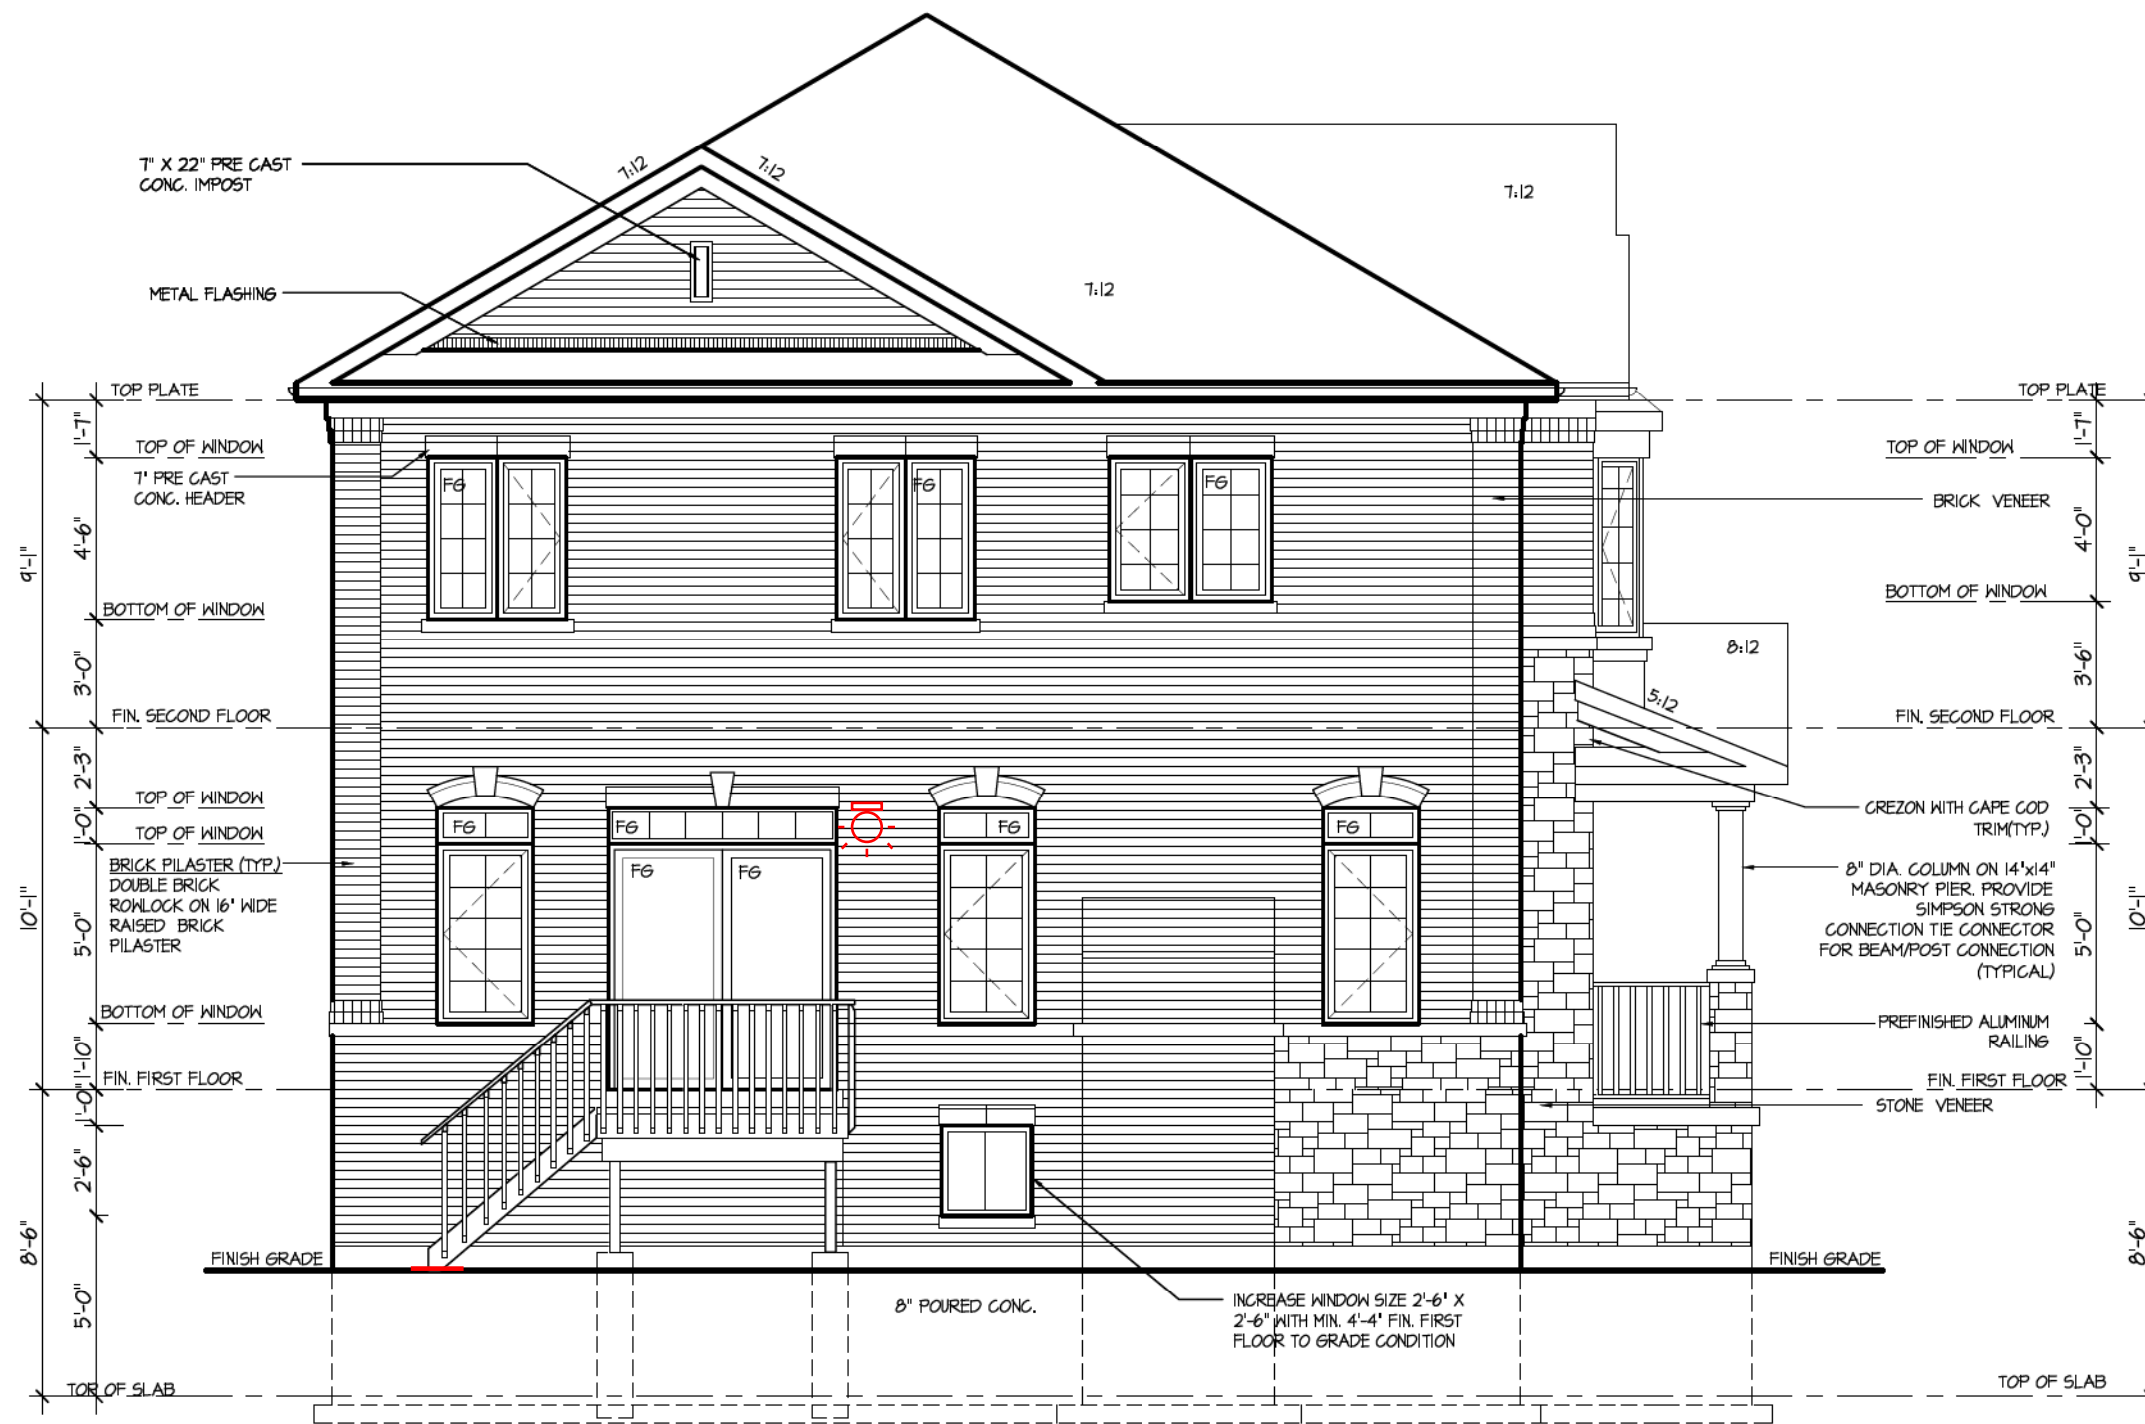 7" X 22" PRE CAST
CONC. IMPOST
METAL FLASHING
7:12
7:12
7:12
7:12
TOP PLATE
TOP OF WINDOW
7" PRE CAST
CONC. HEADER
BOTTOM OF WINDOW
FIN. SECOND FLOOR
TOP OF WINDOW
TOP OF WINDOW
BRICK PILASTER (TYP.)
DOUBLE BRICK
ROWLOCK ON 16" WIDE
RAISED BRICK
PILASTER
BOTTOM OF WINDOW
FIN. FIRST FLOOR
FINISH GRADE
TOP OF SLAB
9'-1"
10'-1"
8'-6"
1'-7"
4'-6"
3'-0"
2'-3"
1'-0"
5'-0"
1'-10"
1'-0"
2'-6"
5'-0"
FG
FG
FG
FG
FG
FG
FG
FG
FG
8" POURED CONC.
INCREASE WINDOW SIZE 2'-6" X
2'-6" WITH MIN. 4'-4" FIN. FIRST
FLOOR TO GRADE CONDITION
TOP PLATE
TOP OF WINDOW
BRICK VENEER
BOTTOM OF WINDOW
8:12
5:12
FIN. SECOND FLOOR
CREZON WITH CAPE COD
TRIM(TYP.)
8" DIA. COLUMN ON 14"x14"
MASONRY PIER. PROVIDE
SIMPSON STRONG
CONNECTION TIE CONNECTOR
FOR BEAM/POST CONNECTION
(TYPICAL)
PREFINISHED ALUMINUM
RAILING
FIN. FIRST FLOOR
STONE VENEER
FINISH GRADE
TOP OF SLAB
1'-7"
4'-0"
3'-6"
2'-3"
1'-0"
5'-0"
1'-10"
9'-1"
10'-1"
8'-6"